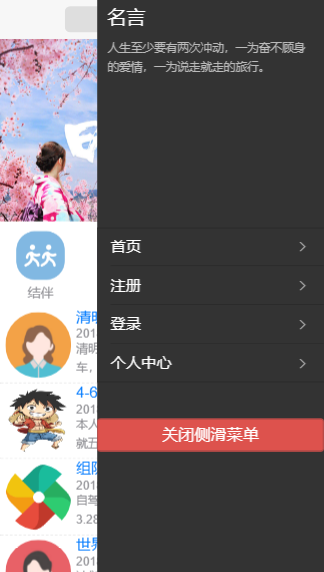 名言
人生至少要有两次冲动，一为奋不顾身
的爱情，一为说走就走的旅行。
首页
注册
登录
个人中心
关闭侧滑菜单
结伴
清明
201
清明
车，
4-6
201
本人
就五
组队
201
自驾
3.28
世界
201